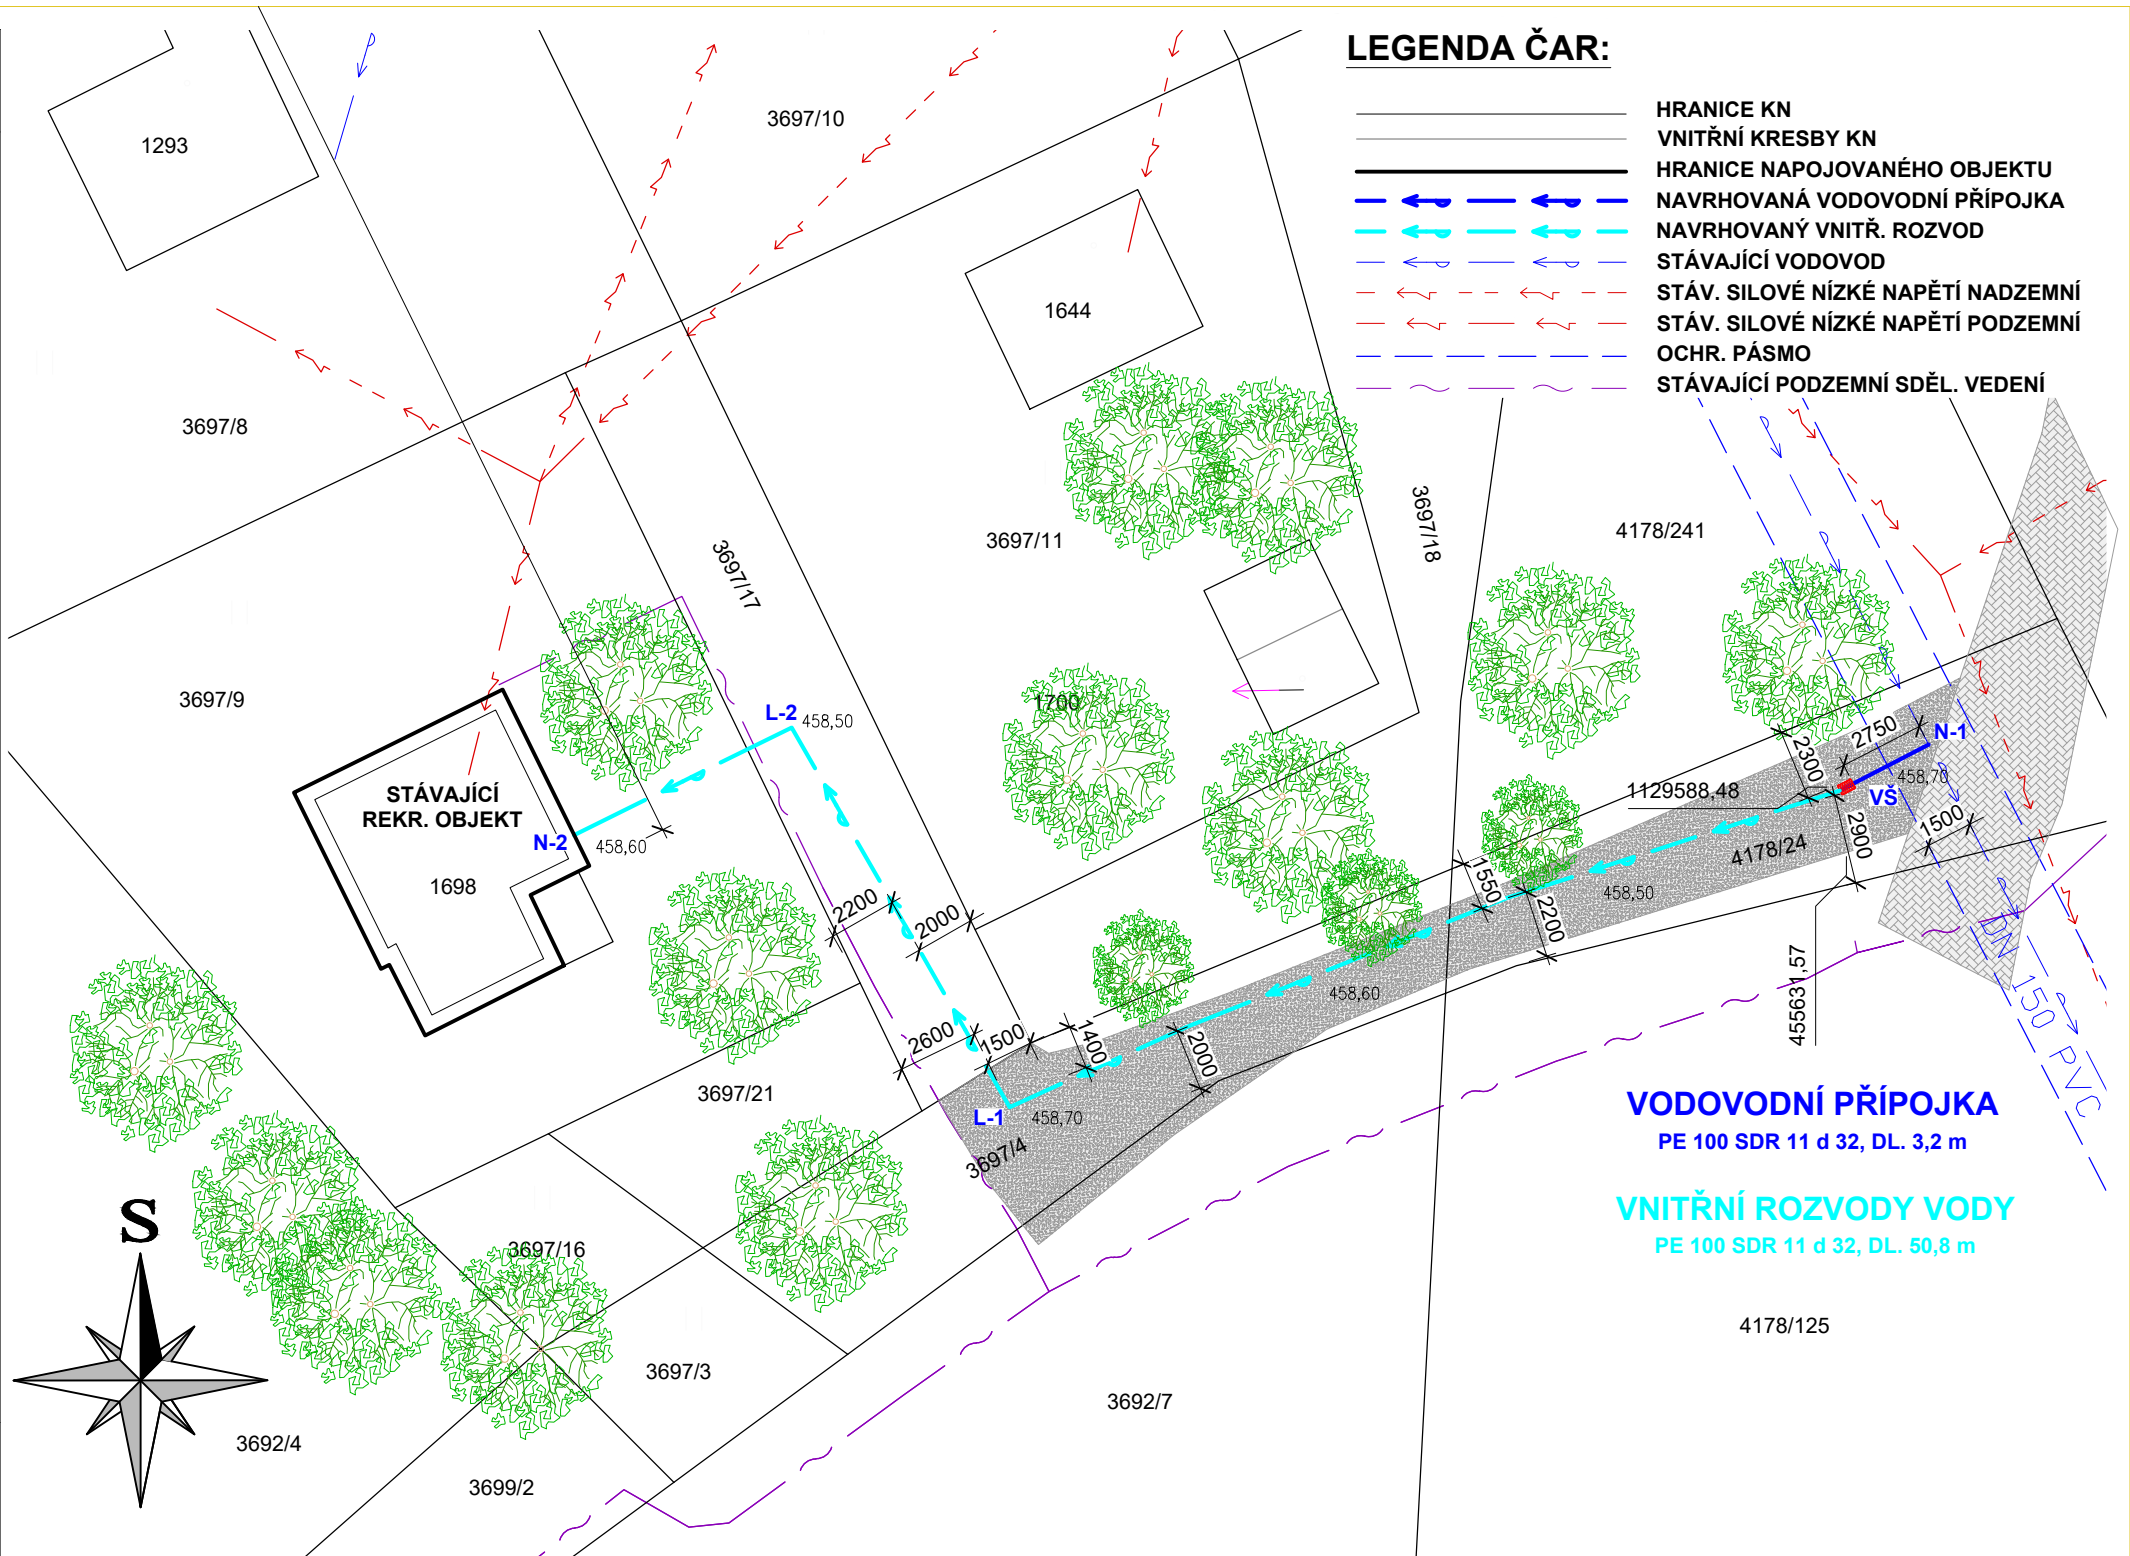 LEGENDA ČAR:
HRANICE KN
VNITŘNÍ KRESBY KN
HRANICE NAPOJOVANÉHO OBJEKTU
NAVRHOVANÁ VODOVODNÍ PŘÍPOJKA
NAVRHOVANÝ VNITŘ. ROZVOD
STÁVAJÍCÍ VODOVOD
STÁV. SILOVÉ NÍZKÉ NAPĚTÍ NADZEMNÍ
STÁV. SILOVÉ NÍZKÉ NAPĚTÍ PODZEMNÍ
OCHR. PÁSMO
STÁVAJÍCÍ PODZEMNÍ SDĚL. VEDENÍ
1293
3697/10
1644
3697/8
3697/11
3697/18
4178/241
3697/17
3697/9
1700
L-2
458,50
STÁVAJÍCÍ
REKR. OBJEKT
N-2
458,60
1698
2750
N-1
2300
458,70
1129588,48
VŠ
1500
2900
4178/24
1550
458,50
2200
2200
2000
458,60
455631,57
DN 150 PVC
2600
1500
1400
2000
3697/21
L-1
458,70
3697/4
VODOVODNÍ PŘÍPOJKA
PE 100 SDR 11 d 32, DL. 3,2 m
VNITŘNÍ ROZVODY VODY
PE 100 SDR 11 d 32, DL. 50,8 m
S
3697/16
4178/125
3697/3
3692/7
3692/4
3699/2